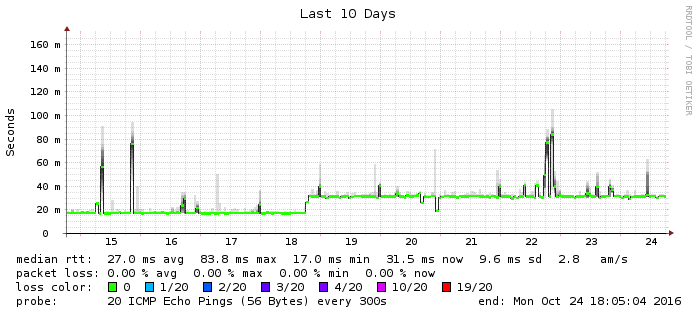 Last 10 Days
RRDTOOL / TOBI OETIKER
Seconds
160 m
140 m
120 m
100 m
80 m
60 m
40 m
20 m
0
15 16 17 18 19 20 21 22 23 24
median rtt: 27.0 ms avg 83.8 ms max 17.0 ms min 31.5 ms now 9.6 ms sd 2.8 am/s
packet loss: 0.00 % avg 0.00 % max 0.00 % min 0.00 % now
loss color: 0 1/20 2/20 3/20 4/20 10/20 19/20
probe: 20 ICMP Echo Pings (56 Bytes) every 300s end: Mon Oct 24 18:05:04 2016